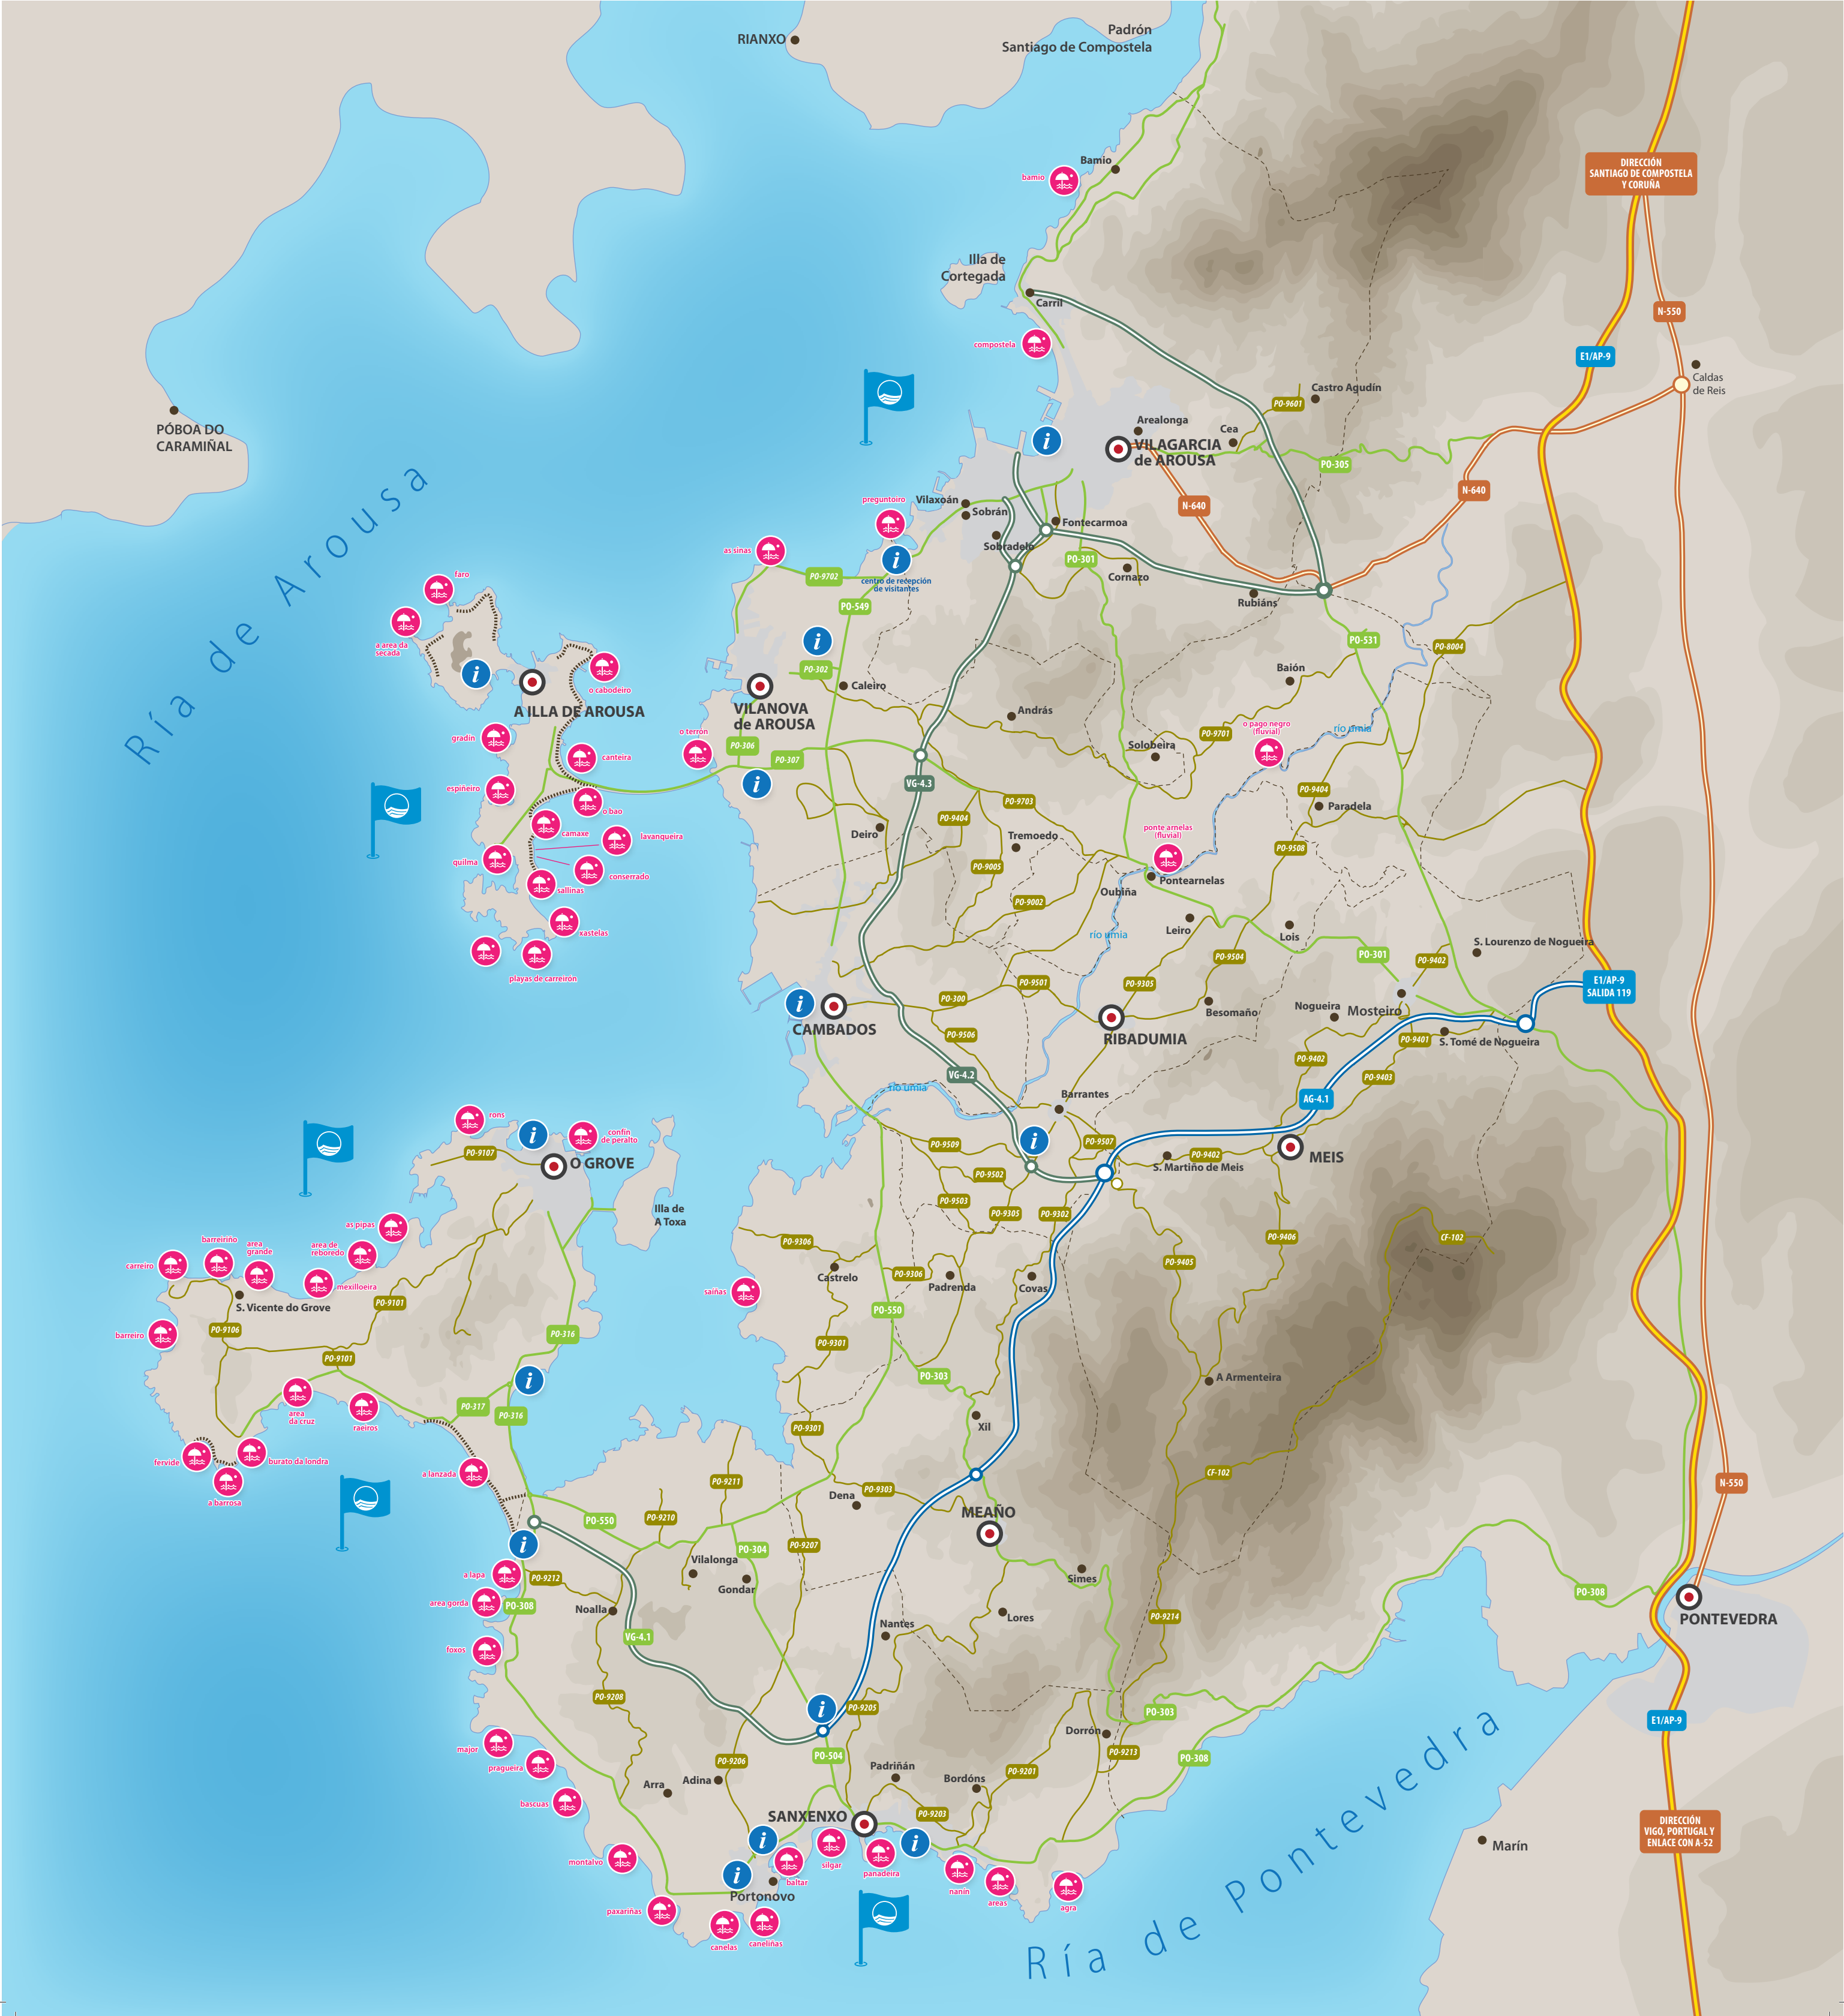 RIANXO
Padrón
Santiago de Compostela
DIRECCIÓN
SANTIAGO DE COMPOSTELA
Y CORUÑA
bamio
Bamio
Illa de
Cortegada
Carril
N-550
compostela
E1/AP-9
Caldas
de Reis
Castro Agudín
PO-9601
PÓBOA DO
CARAMIÑAL
Arealonga
Cea
VILAGARCIA
de AROUSA
PO-305
N-640
N-640
preguntoiro
Vilaxoán
Sobrán
Fontecarmoa
Sobradelo
as sinas
PO-9702
centro de recepción
de visitantes
PO-301
Cornazo
Rubiáns
Ría de Arousa
faro
a area da
secada
PO-549
PO-531
PO-8004
o cabodeiro
A ILLA DE AROUSA
PO-302
Caleiro
Baión
VILANOVA
de AROUSA
András
gradín
canteira
o terrón
PO-306
PO-307
Solobeira
PO-9701
o pago negro
(fluvial)
río umia
espiñeiro
o bao
VG-4.3
PO-9703
PO-9404
Paradela
camaxe
lavanqueira
PO-9404
Deiro
Tremoedo
ponte arnelas
(fluvial)
PO-9508
quilma
conserrado
sallinas
PO-9005
Pontearnelas
Oubiña
PO-9002
xastelas
playas de carreirón
río umia
Leiro
Lois
S. Lourenzo de Nogueira
PO-9504
PO-301
PO-9402
E1/AP-9
SALIDA 119
PO-9501
PO-9305
PO-300
Besomaño
Nogueira
Mosteiro
CAMBADOS
RIBADUMIA
PO-9506
PO-9401
S. Tomé de Nogueira
PO-9402
VG-4.2
PO-9403
río umia
Barrantes
AG-4.1
rons
confín
de peralto
PO-9107
O GROVE
PO-9509
PO-9507
PO-9402
S. Martiño de Meis
MEIS
PO-9502
PO-9503
PO-9305
PO-9302
Illa de
A Toxa
as pipas
barreiriño
area
grande
area de
reboredo
carreiro
mexilloeira
S. Vicente do Grove
PO-9101
PO-9306
Castrelo
PO-9306
Padrenda
Covas
PO-9405
PO-9406
CF-102
saiñas
PO-550
barreiro
PO-9106
PO-316
PO-9301
PO-9101
PO-303
A Armenteira
area
da cruz
raeiros
PO-317
PO-316
PO-9301
Xil
fervide
burato da londra
a barrosa
a lanzada
PO-9211
PO-9303
CF-102
N-550
Dena
MEAÑO
PO-550
PO-9210
PO-304
PO-9207
Vilalonga
Gondar
Simes
a lapa
PO-9212
area gorda
PO-308
Noalla
PO-308
PONTEVEDRA
Lores
PO-9214
Nantes
VG-4.1
foxos
PO-9208
PO-9205
PO-303
E1/AP-9
Dorrón
major
pragueira
PO-9206
PO-504
PO-9213
PO-308
Padriñán
Bordóns
PO-9201
Arra
Adina
bascuas
SANXENXO
PO-9203
DIRECCIÓN
VIGO, PORTUGAL Y
ENLACE CON A-52
Marín
montalvo
silgar
panadeira
baltar
Portonovo
nanin
areas
agra
paxariñas
canelas
caneliñas
Ría de Pontevedra